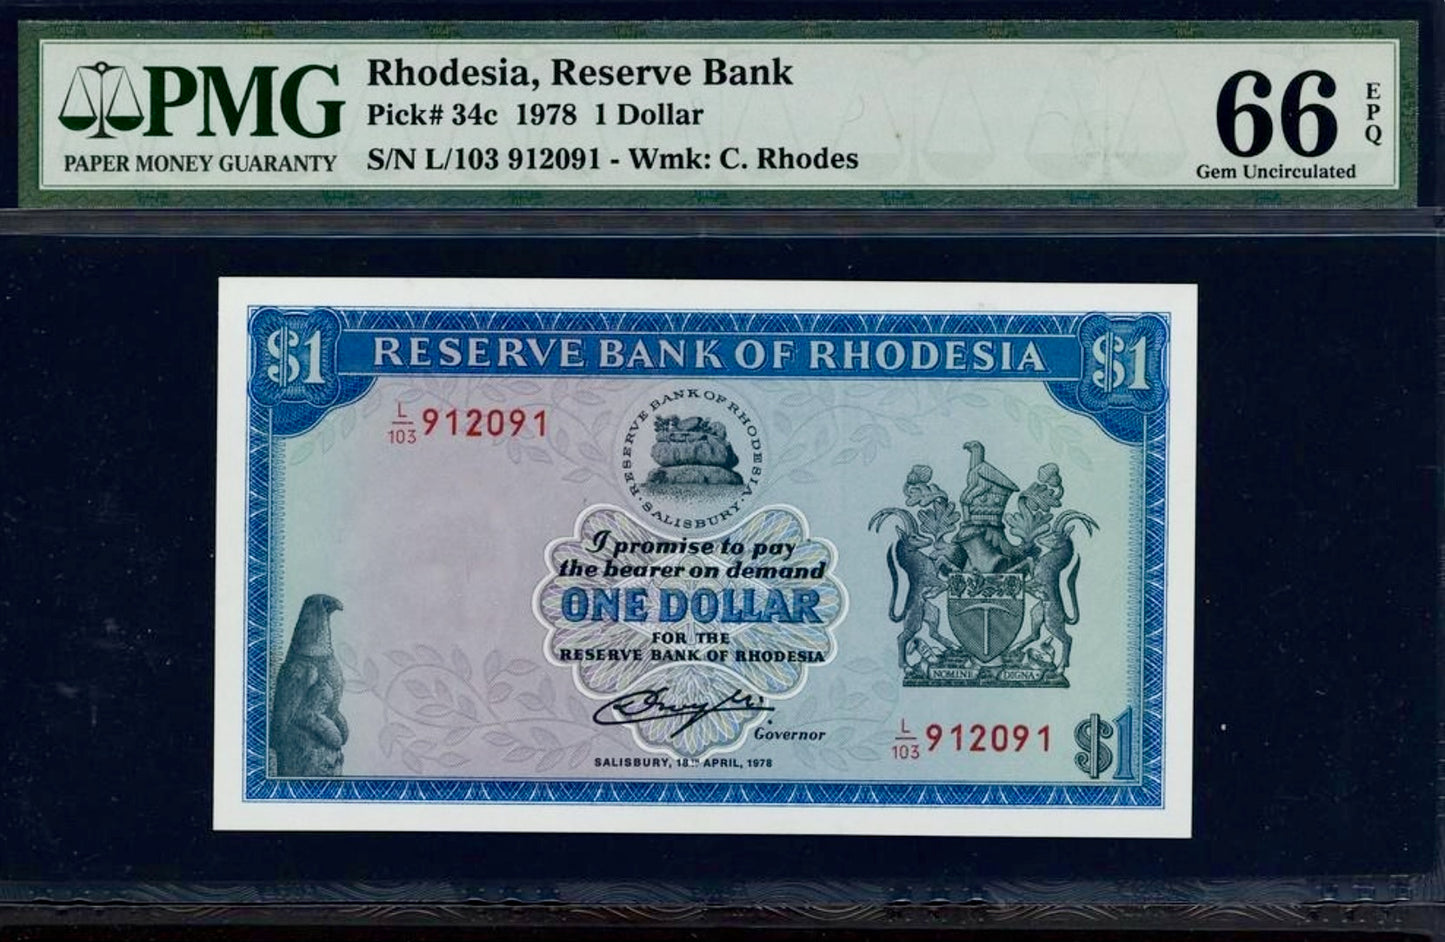 PMG
PAPER MONEY GUARANTY
Rhodesia, Reserve Bank
Pick# 34c 1978 1 Dollar
S/N L/103 912091 - Wmk: C. Rhodes
66
EPQ
Gem Uncirculated
$1 RESERVE BANK OF RHODESIA $1
L/103 912091
RESERVE BANK OF RHODESIA
· SALISBURY ·
I promise to pay
the bearer on demand
ONE DOLLAR
FOR THE
RESERVE BANK OF RHODESIA
NOMINE DIGNA
Governor
L/103 912091 $1
SALISBURY, 18TH APRIL, 1978